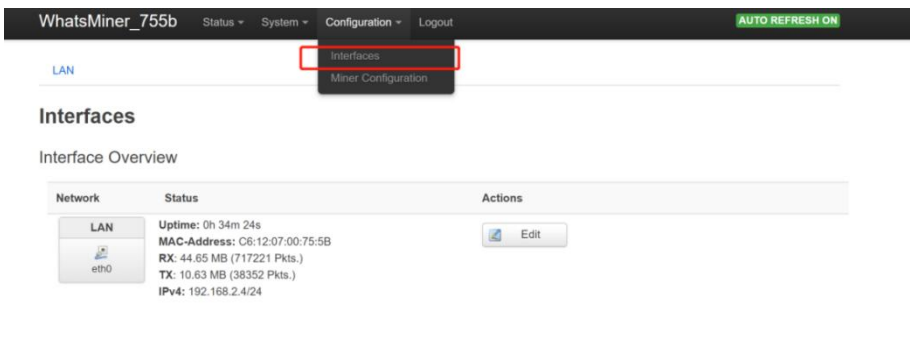 WhatsMiner_755b Status System Configuration Logout AUTO REFRESH ON
Interfaces
Miner Configuration
LAN
Interfaces
Interface Overview
Network Status Actions
LAN
eth0
Uptime: 0h 34m 24s
MAC-Address: C6:12:07:00:75:5B
RX: 44.65 MB (717221 Pkts.)
TX: 10.63 MB (38352 Pkts.)
IPv4: 192.168.2.4/24
Edit